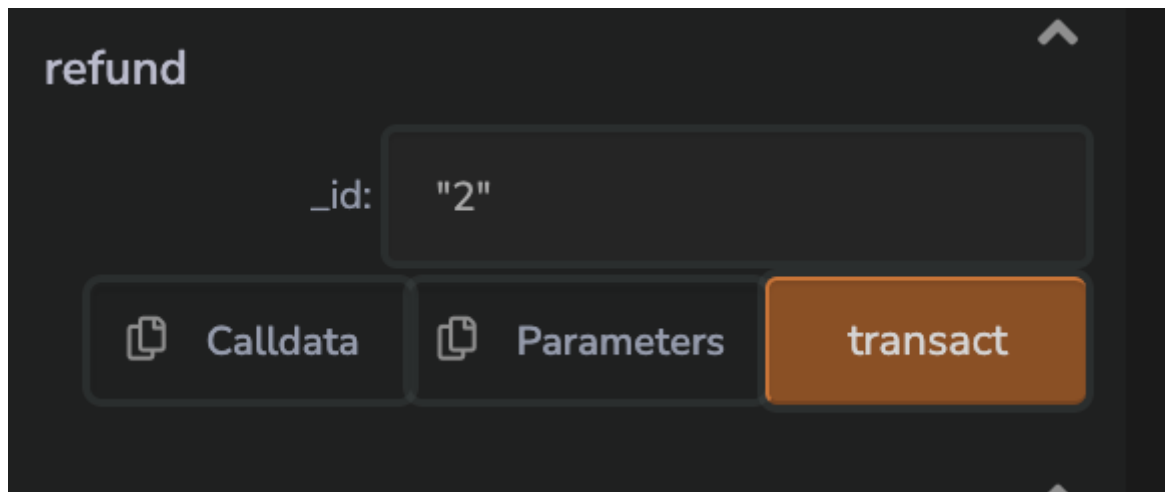 refund
_id: "2"
Calldata Parameters transact